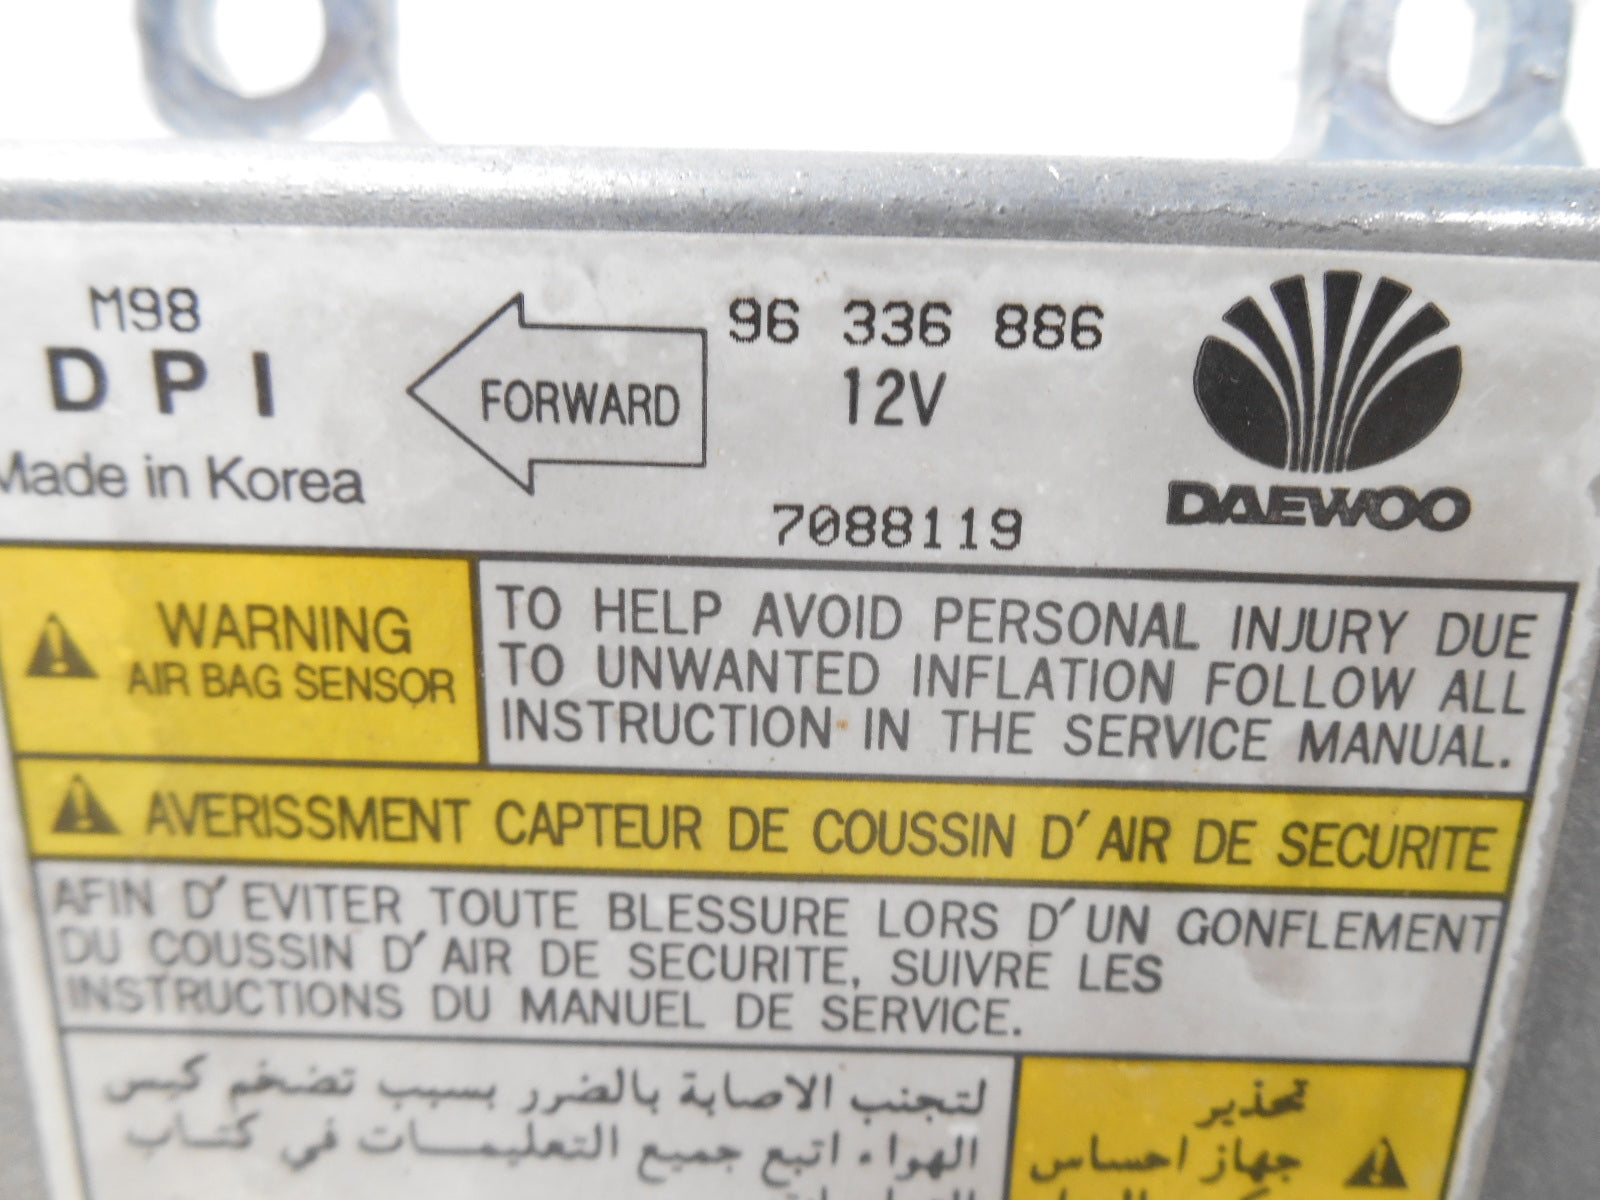 M98
DPI
Made in Korea
FORWARD
96 336 886
12V
7088119
DAEWOO
WARNING
AIR BAG SENSOR
TO HELP AVOID PERSONAL INJURY DUE
TO UNWANTED INFLATION FOLLOW ALL
INSTRUCTION IN THE SERVICE MANUAL.
AVERISSMENT CAPTEUR DE COUSSIN D'AIR DE SECURITE
AFIN D'EVITER TOUTE BLESSURE LORS D'UN GONFLEMENT
DU COUSSIN D'AIR DE SECURITE, SUIVRE LES
INSTRUCTIONS DU MANUEL DE SERVICE.
تحذير
جهاز احساس
لتجنب الاصابة بالضرر بسبب تضخم كيس
الهواء اتبع جميع التعليمات في كتاب